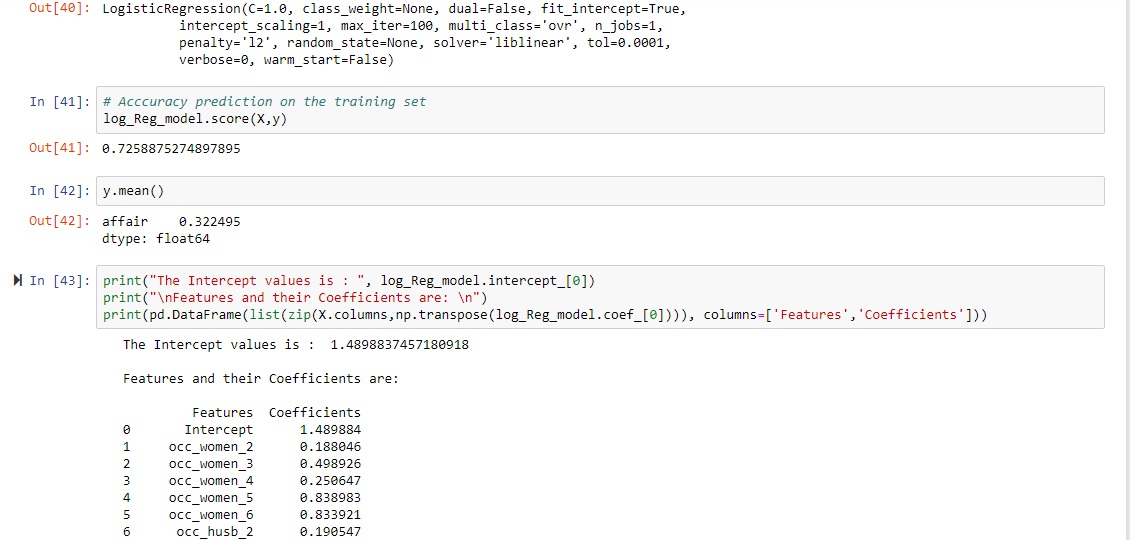 Out[40]: LogisticRegression(C=1.0, class_weight=None, dual=False, fit_intercept=True,
intercept_scaling=1, max_iter=100, multi_class='ovr', n_jobs=1,
penalty='l2', random_state=None, solver='liblinear', tol=0.0001,
verbose=0, warm_start=False)
In [41]: # Acccuracy prediction on the training set
log_Reg_model.score(X,y)
Out[41]: 0.7258875274897895
In [42]: y.mean()
Out[42]: affair    0.322495
dtype: float64
In [43]: print("The Intercept values is : ", log_Reg_model.intercept_[0])
print("\nFeatures and their Coefficients are: \n")
print(pd.DataFrame(list(zip(X.columns,np.transpose(log_Reg_model.coef_[0]))), columns=['Features','Coefficients']))
The Intercept values is :  1.4898837457180918
Features and their Coefficients are:
Features  Coefficients
0       Intercept      1.489884
1     occ_women_2      0.188046
2     occ_women_3      0.498926
3     occ_women_4      0.250647
4     occ_women_5      0.838983
5     occ_women_6      0.833921
6      occ_husb_2      0.190547